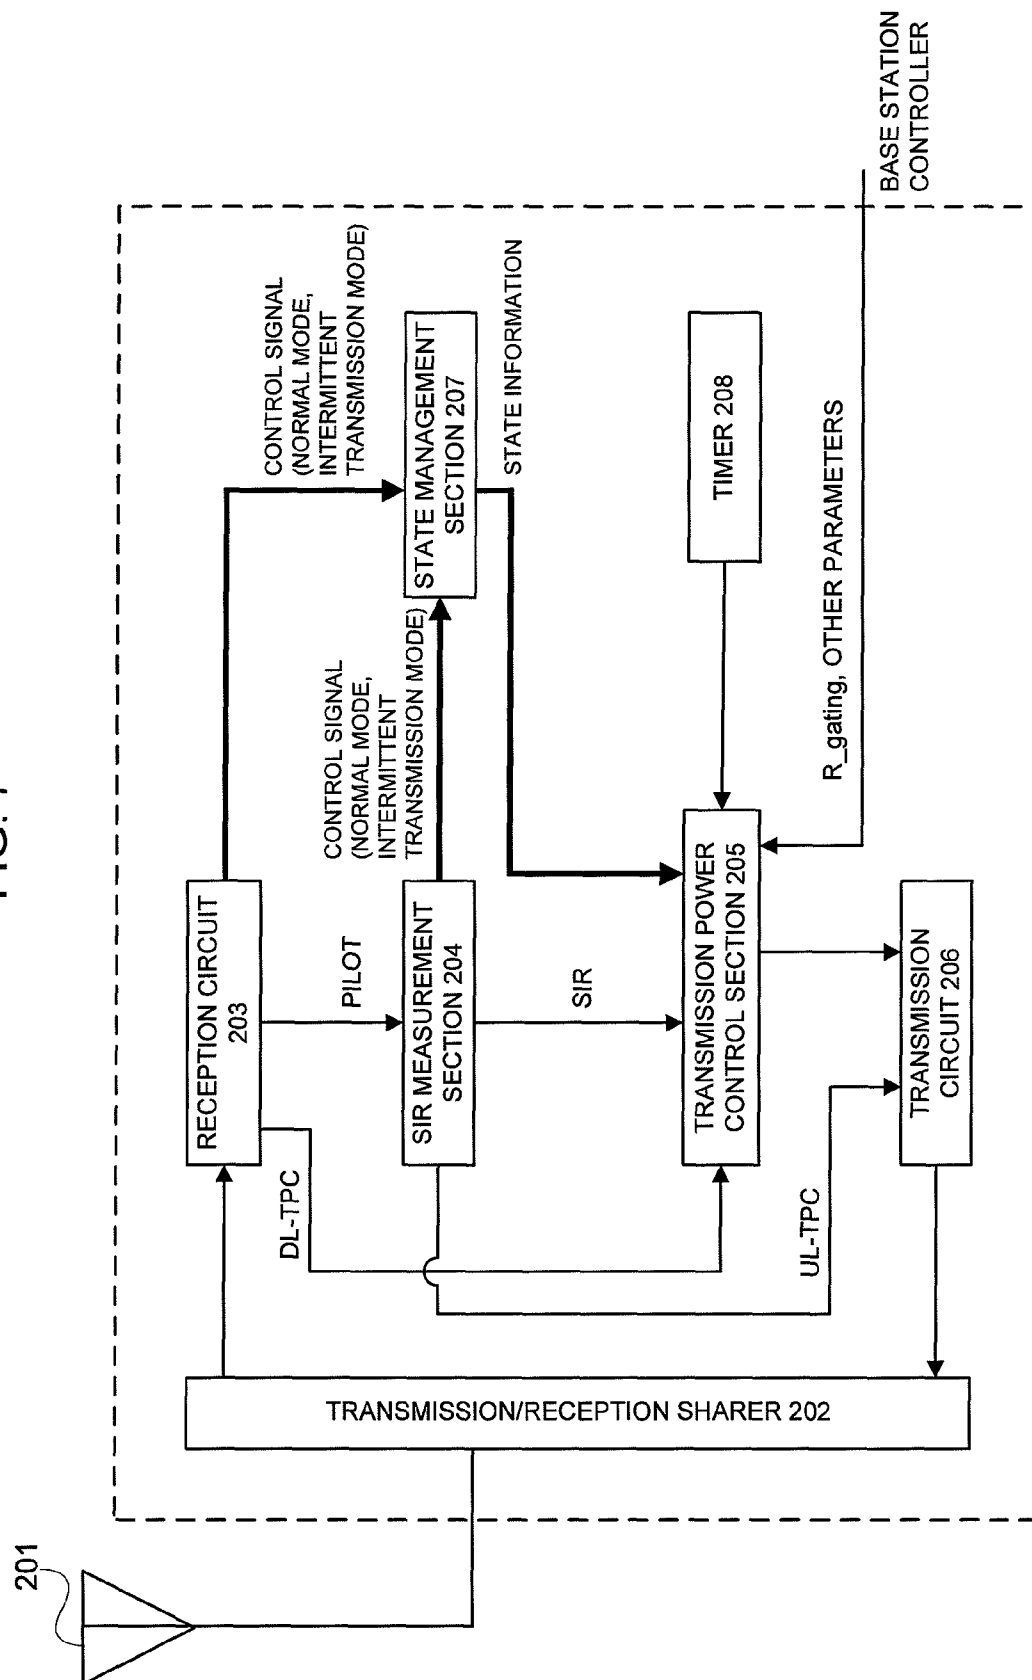 201
TRANSMISSION/RECEPTION SHARER 202
RECEPTION CIRCUIT
203
CONTROL SIGNAL
(NORMAL MODE,
INTERMITTENT
TRANSMISSION MODE)
DL-TPC
PILOT
CONTROL SIGNAL
(NORMAL MODE,
INTERMITTENT
TRANSMISSION MODE)
SIR MEASUREMENT
SECTION 204
STATE MANAGEMENT
SECTION 207
STATE INFORMATION
SIR
TRANSMISSION POWER
CONTROL SECTION 205
TIMER 208
UL-TPC
R_gating, OTHER PARAMETERS
BASE STATION
CONTROLLER
TRANSMISSION
CIRCUIT 206